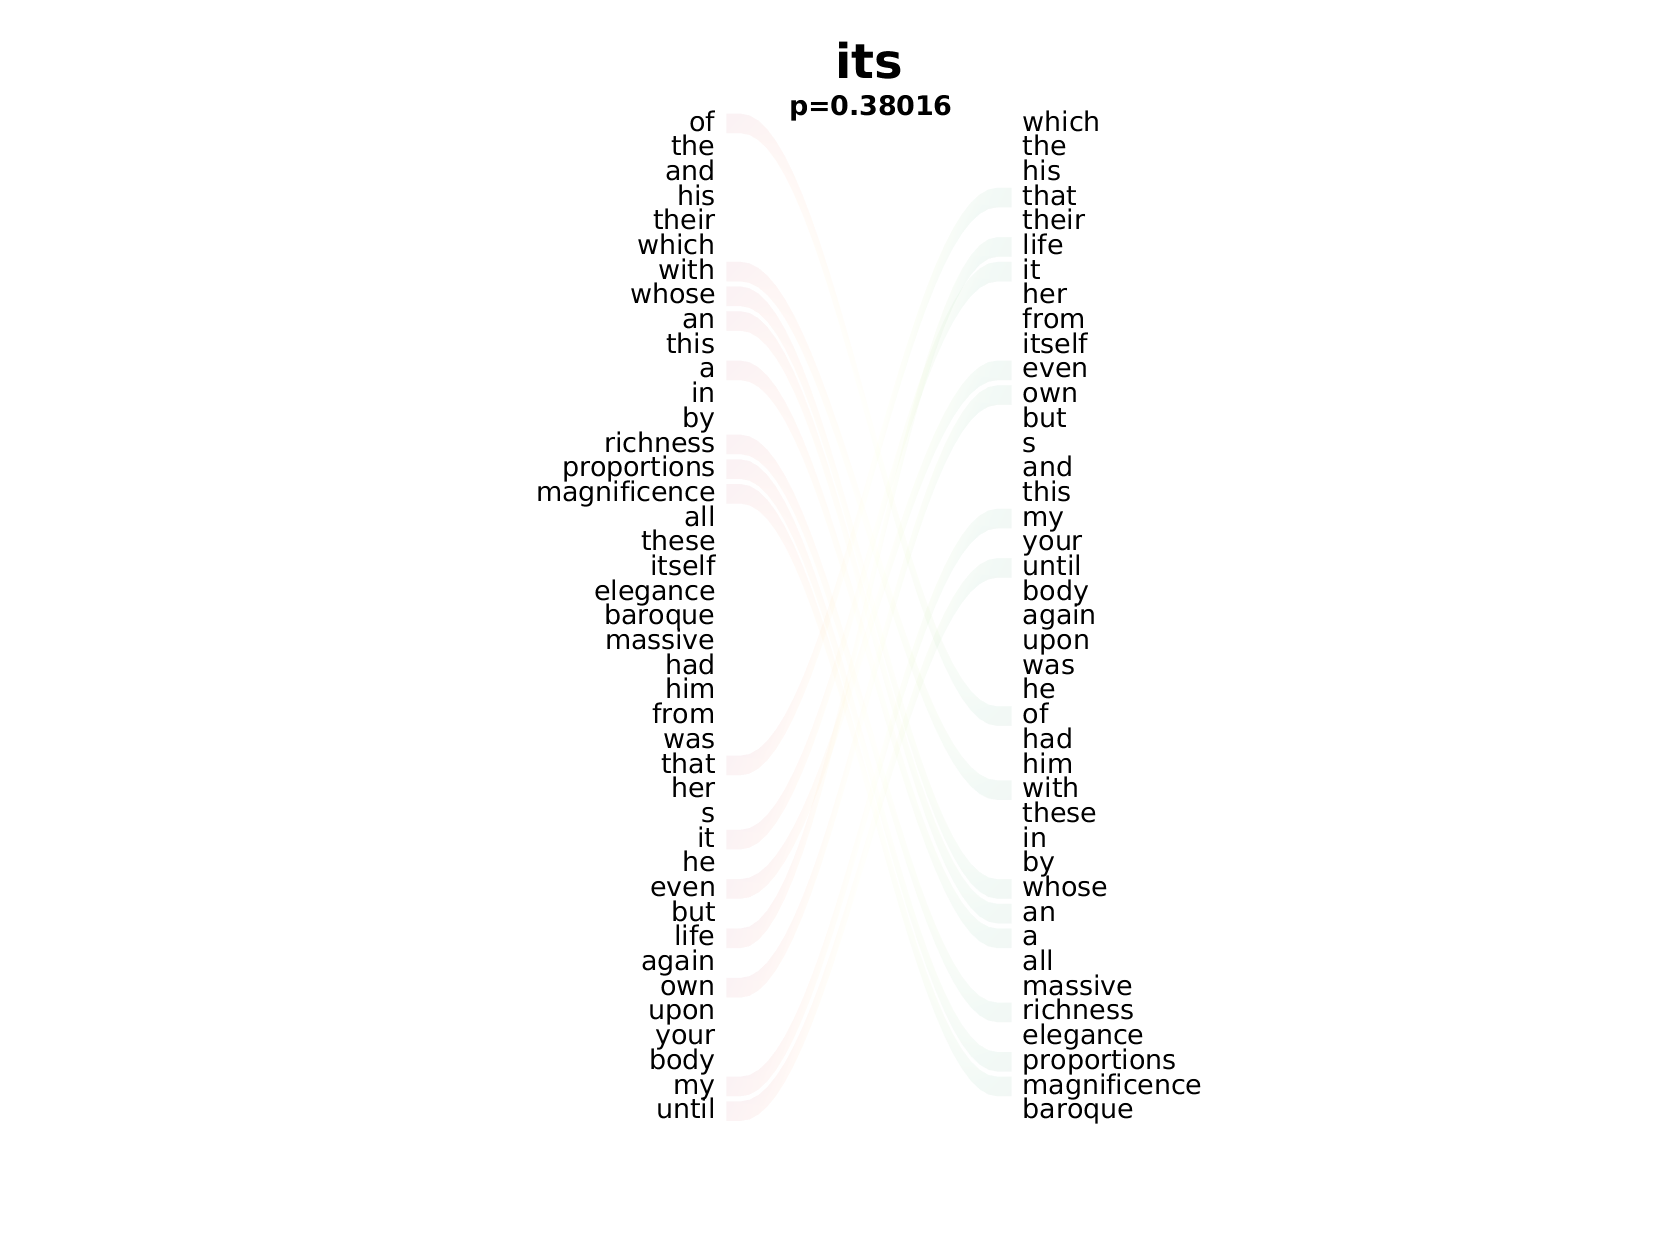 its
p=0.38016
of which
the the
and his
his that
their their
which life
with it
whose her
an from
this itself
a even
in own
by but
richness s
proportions and
magnificence this
all my
these your
itself until
elegance body
baroque again
massive upon
had was
him he
from of
was had
that him
her with
s these
it in
he by
even whose
but an
life a
again all
own massive
upon richness
your elegance
body proportions
my magnificence
until baroque